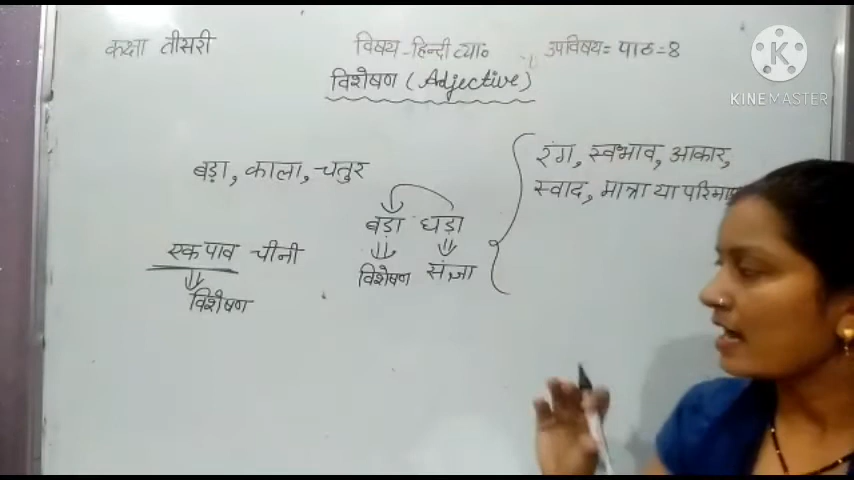 कक्षा तीसरी
विषय-हिन्दी व्या॰ उपविषय= पाठ=8
विशेषण (Adjective)
K
KINEMASTER
बड़ा, काला, चतुर
रंग, स्वभाव, आकार,
स्वाद, मात्रा या परिमाण
बड़ा घड़ा
विशेषण संज्ञा
एक पाव चीनी
विशेषण